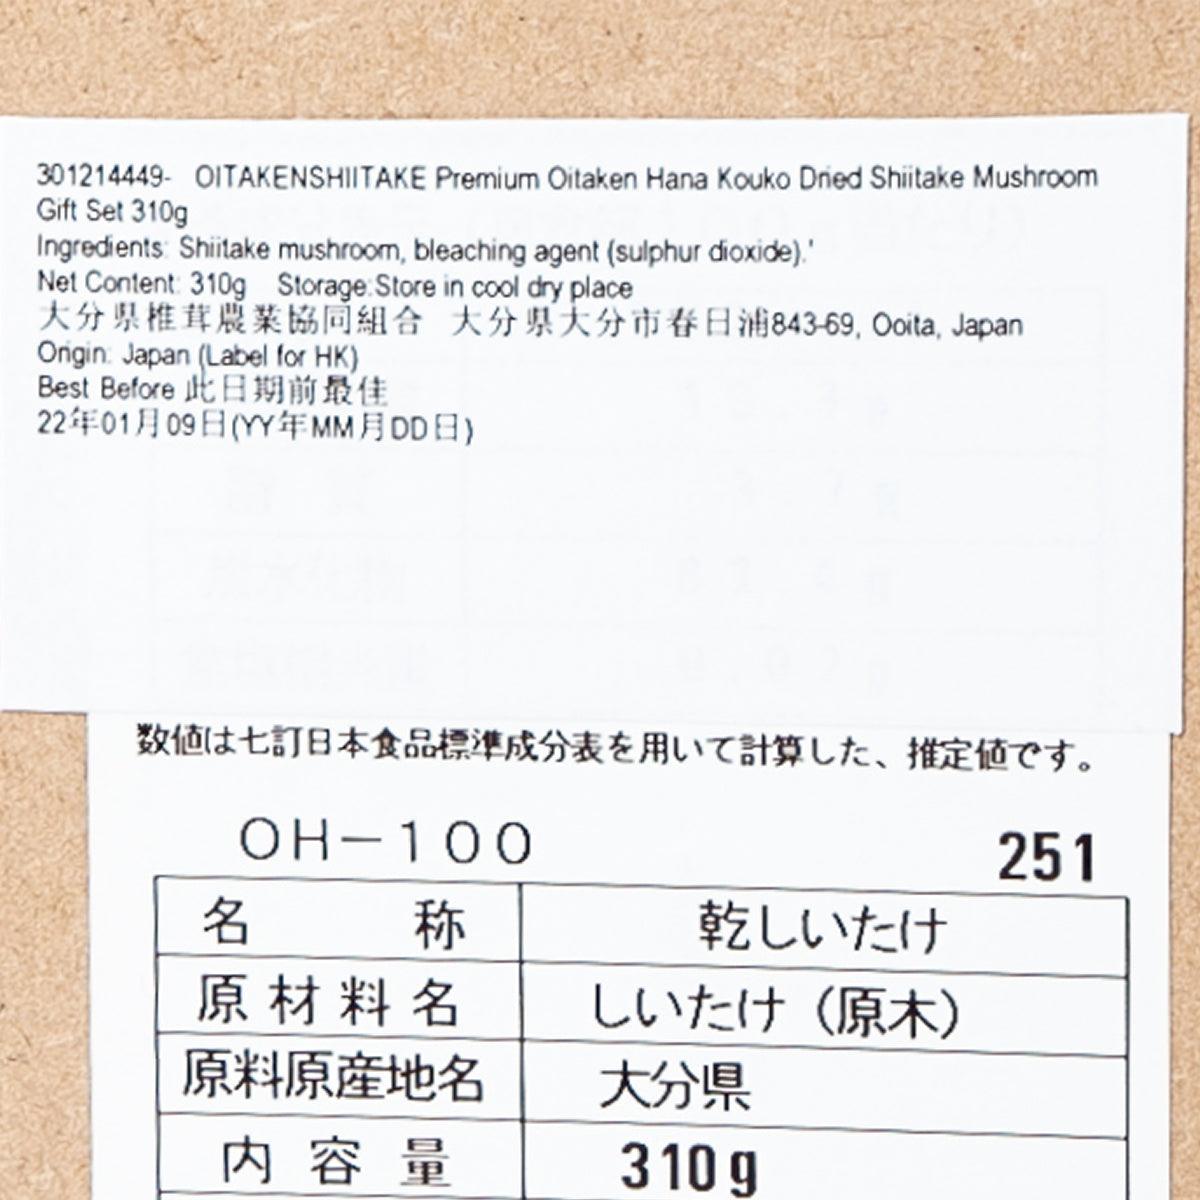 301214449- OITAKENSHIITAKE Premium Oitaken Hana Kouko Dried Shiitake Mushroom
Gift Set 310g
Ingredients: Shiitake mushroom, bleaching agent (sulphur dioxide).'
Net Content: 310g Storage:Store in cool dry place
大分県椎茸農業協同組合 大分県大分市春日浦843-69, Ooita, Japan
Origin: Japan (Label for HK)
Best Before 此日期前最佳
22年01月09日(YY年MM月DD日)
数値は七訂日本食品標準成分表を用いて計算した、推定値です。
OH-100 251
名称 乾しいたけ
原材料名 しいたけ（原木）
原料原産地名 大分県
内容量 310g